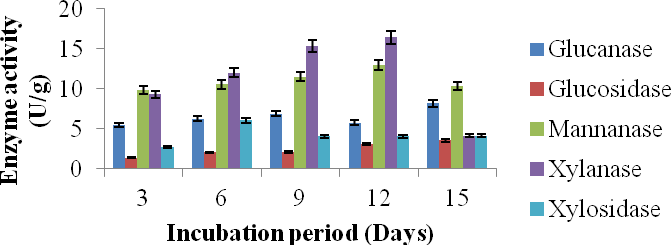 Enzyme activity
(U/g)
20
15
10
5
0
3 6 9 12 15
Incubation period (Days)
Glucanase
Glucosidase
Mannanase
Xylanase
Xylosidase